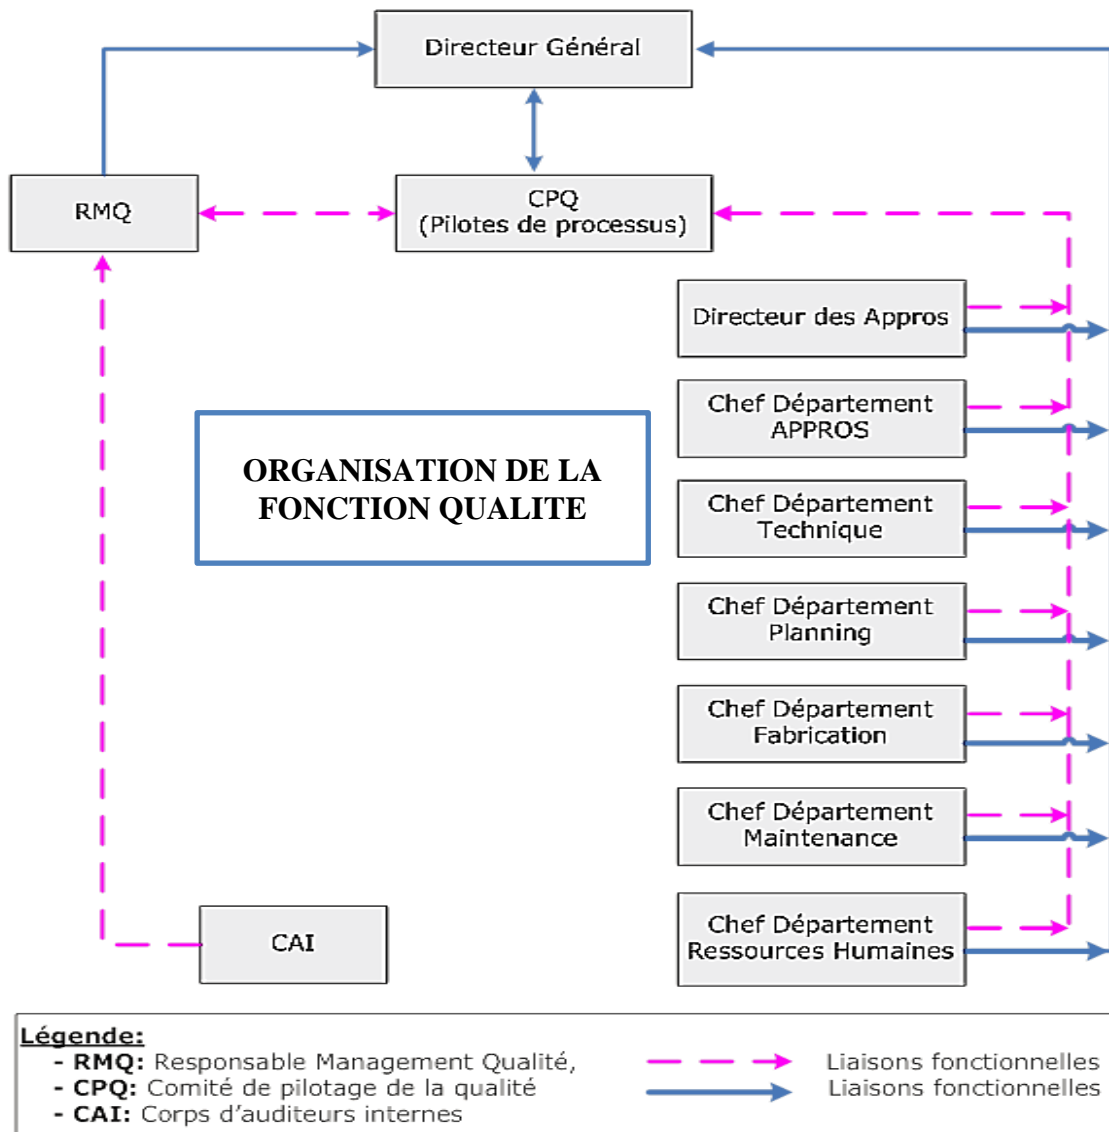 Directeur Général
RMQ
CPQ
(Pilotes de processus)
Directeur des Appros
Chef Département
APPROS
ORGANISATION DE LA
FONCTION QUALITE
Chef Département
Technique
Chef Département
Planning
Chef Département
Fabrication
Chef Département
Maintenance
CAI
Chef Département
Ressources Humaines
Légende:
- RMQ: Responsable Management Qualité,
- CPQ: Comité de pilotage de la qualité
- CAI: Corps d'auditeurs internes
Liaisons fonctionnelles
Liaisons fonctionnelles